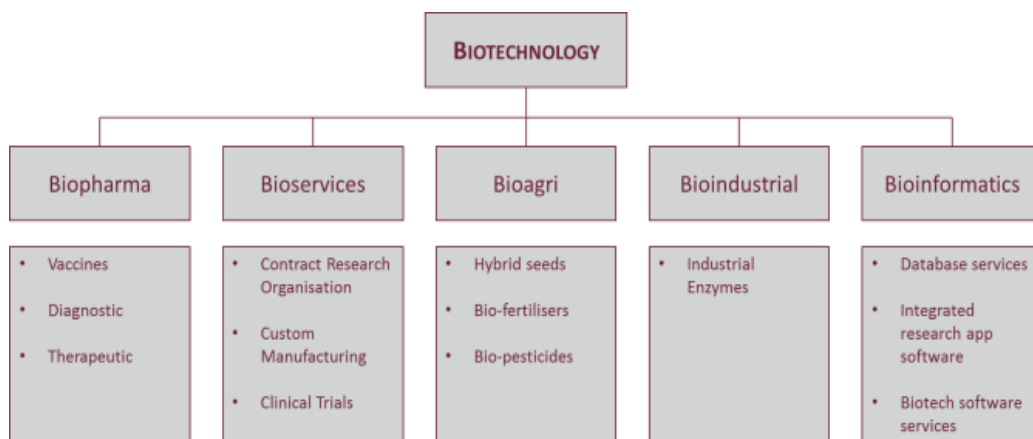 BIOTECHNOLOGY
Biopharma
Bioservices
Bioagri
Bioindustrial
Bioinformatics
• Vaccines
• Diagnostic
• Therapeutic
• Contract Research
Organisation
• Custom
Manufacturing
• Clinical Trials
• Hybrid seeds
• Bio-fertilisers
• Bio-pesticides
• Industrial
Enzymes
• Database services
• Integrated
research app
software
• Biotech software
services